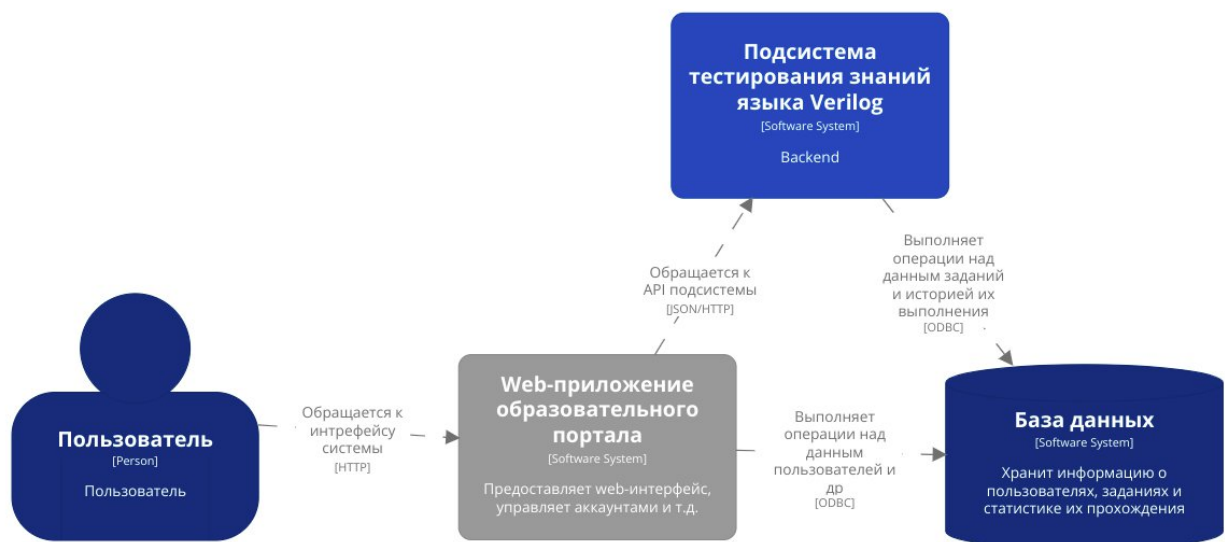 Подсистема
тестирования знаний
языка Verilog
[Software System]
Backend
Обращается к
API подсистемы
[JSON/HTTP]
Выполняет
операции над
данным заданий
и историей их
выполнения
[ODBC]
Пользователь
[Person]
Пользователь
Обращается к
интрефейсу
системы
[HTTP]
Web-приложение
образовательного
портала
[Software System]
Предоставляет web-интерфейс,
управляет аккаунтами и т.д.
Выполняет
операции над
данным
пользователей и
др
[ODBC]
База данных
[Software System]
Хранит информацию о
пользователях, заданиях и
статистике их прохождения